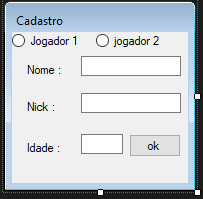 Cadastro
Jogador 1 jogador 2
Nome :
Nick :
Idade : ok